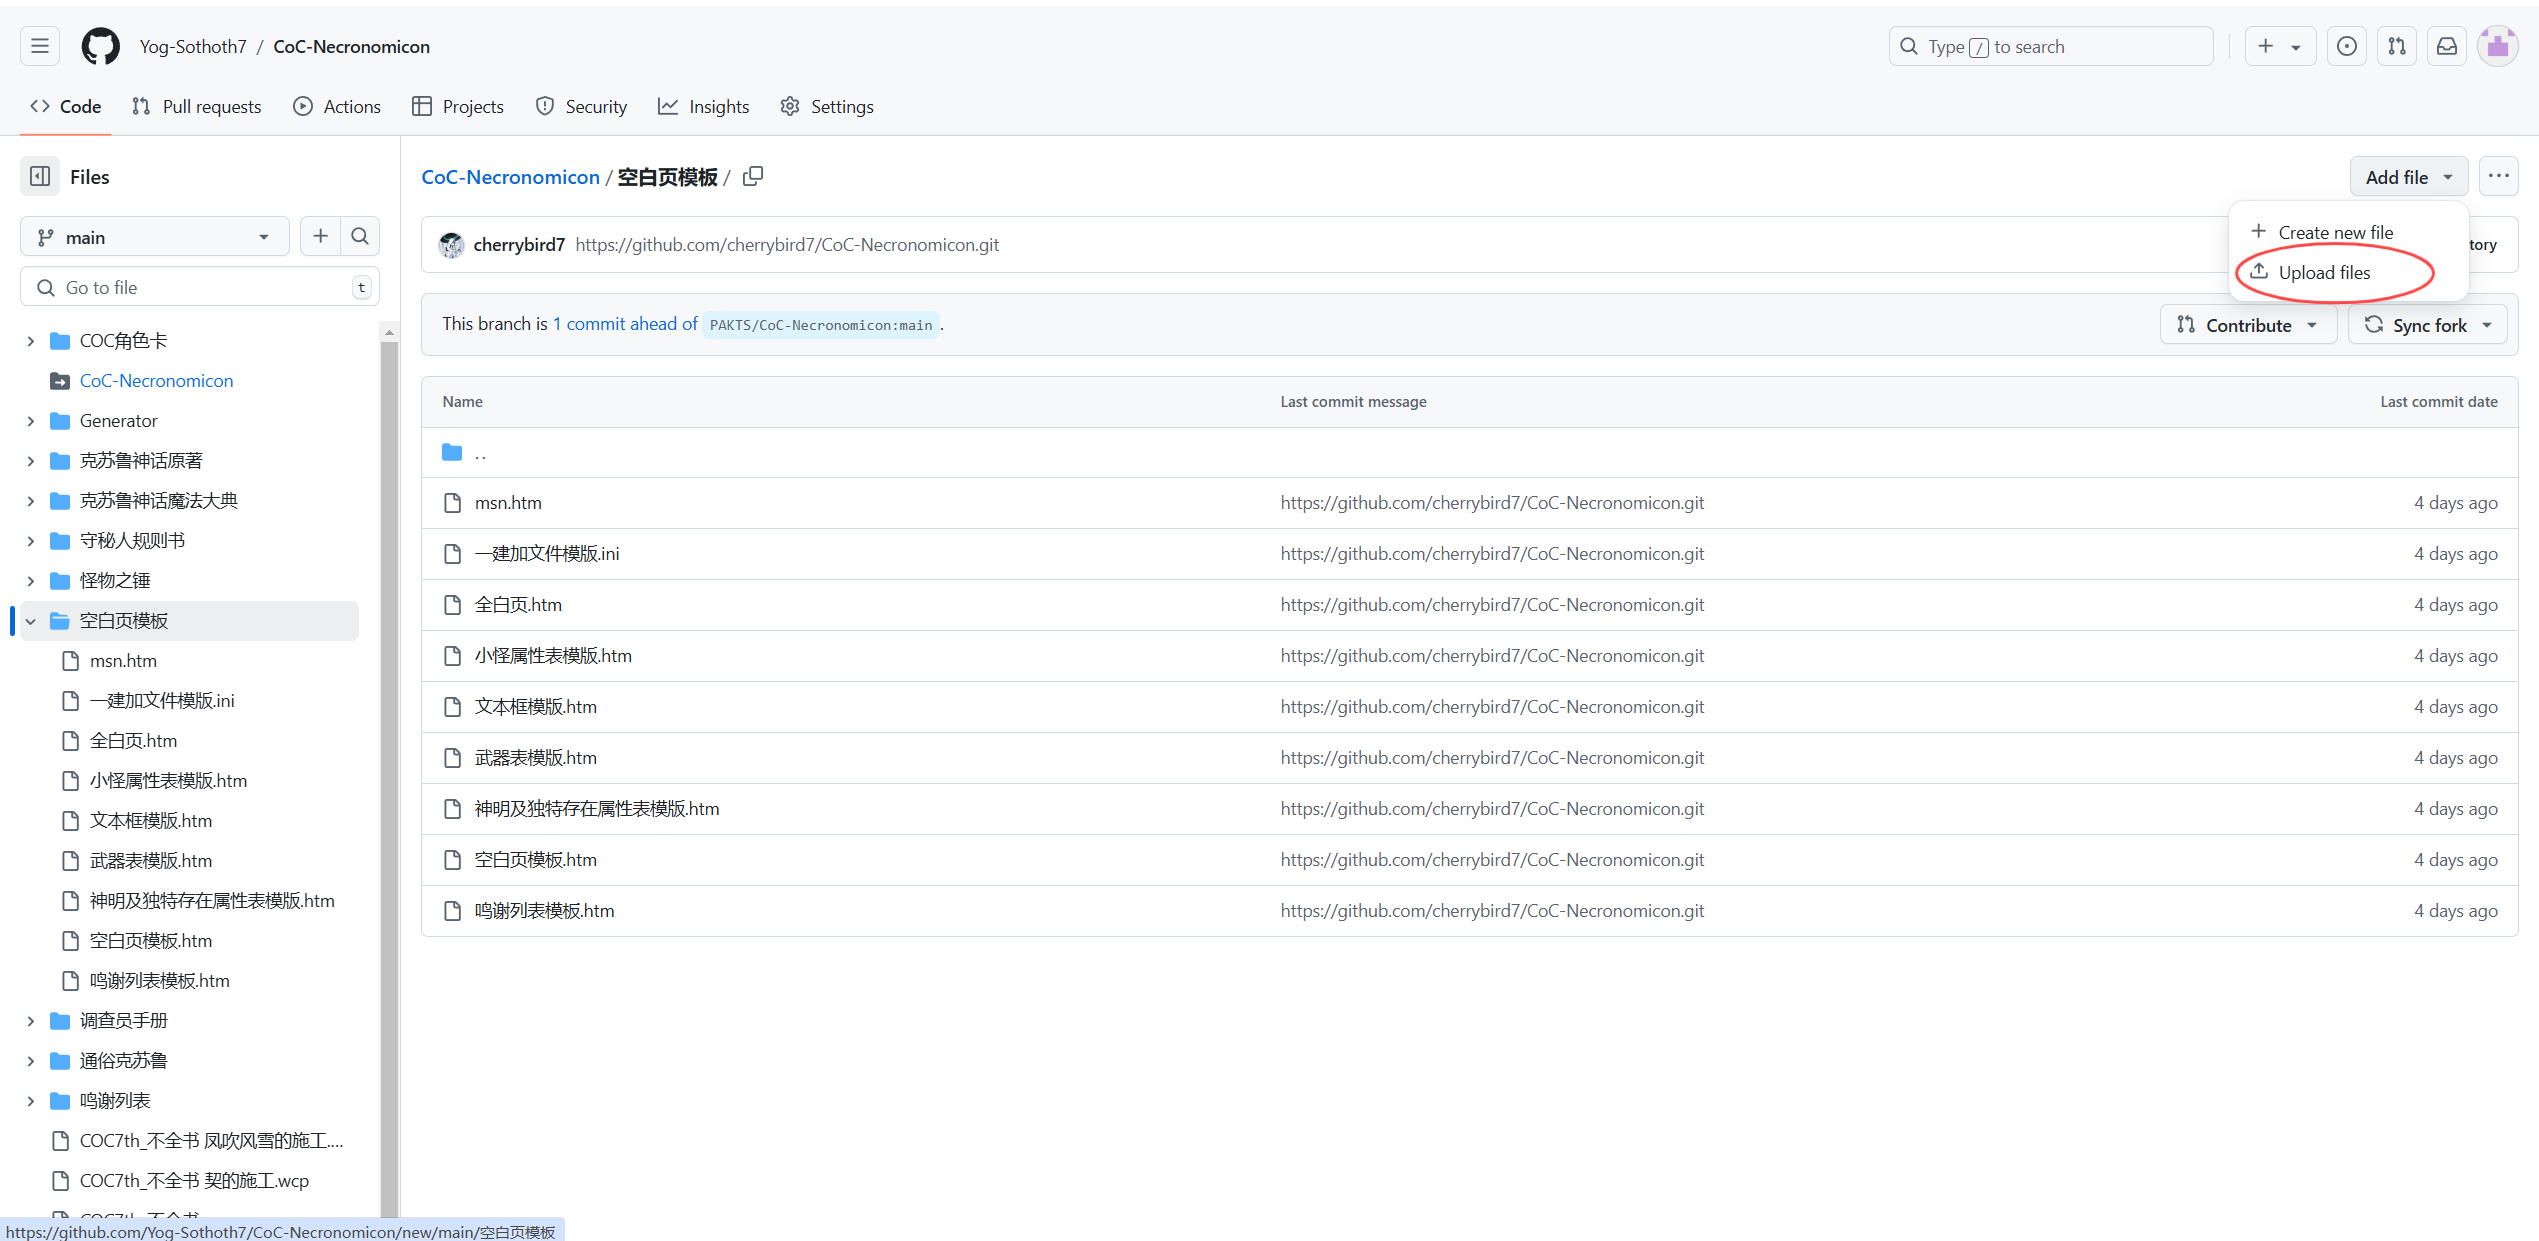 Yog-Sothoth7 / CoC-Necronomicon
Type / to search
Code
Pull requests
Actions
Projects
Security
Insights
Settings
Files
main
Go to file
t
COC角色卡
CoC-Necronomicon
Generator
克苏鲁神话原著
克苏鲁神话魔法大典
守秘人规则书
怪物之锤
空白页模板
msn.htm
一建加文件模版.ini
全白页.htm
小怪属性表模版.htm
文本框模版.htm
武器表模版.htm
神明及独特存在属性表模版.htm
空白页模板.htm
鸣谢列表模板.htm
调查员手册
通俗克苏鲁
鸣谢列表
COC7th_不全书 凤吹风雪的施工....
COC7th_不全书 契的施工.wcp
https://github.com/Yog-Sothoth7/CoC-Necronomicon/new/main/空白页模板
CoC-Necronomicon / 空白页模板 /
Add file
Create new file
Upload files
cherrybird7 https://github.com/cherrybird7/CoC-Necronomicon.git
tory
This branch is 1 commit ahead of PAKTS/CoC-Necronomicon:main .
Contribute
Sync fork
Name Last commit message Last commit date
..
msn.htm https://github.com/cherrybird7/CoC-Necronomicon.git 4 days ago
一建加文件模版.ini https://github.com/cherrybird7/CoC-Necronomicon.git 4 days ago
全白页.htm https://github.com/cherrybird7/CoC-Necronomicon.git 4 days ago
小怪属性表模版.htm https://github.com/cherrybird7/CoC-Necronomicon.git 4 days ago
文本框模版.htm https://github.com/cherrybird7/CoC-Necronomicon.git 4 days ago
武器表模版.htm https://github.com/cherrybird7/CoC-Necronomicon.git 4 days ago
神明及独特存在属性表模版.htm https://github.com/cherrybird7/CoC-Necronomicon.git 4 days ago
空白页模板.htm https://github.com/cherrybird7/CoC-Necronomicon.git 4 days ago
鸣谢列表模板.htm https://github.com/cherrybird7/CoC-Necronomicon.git 4 days ago